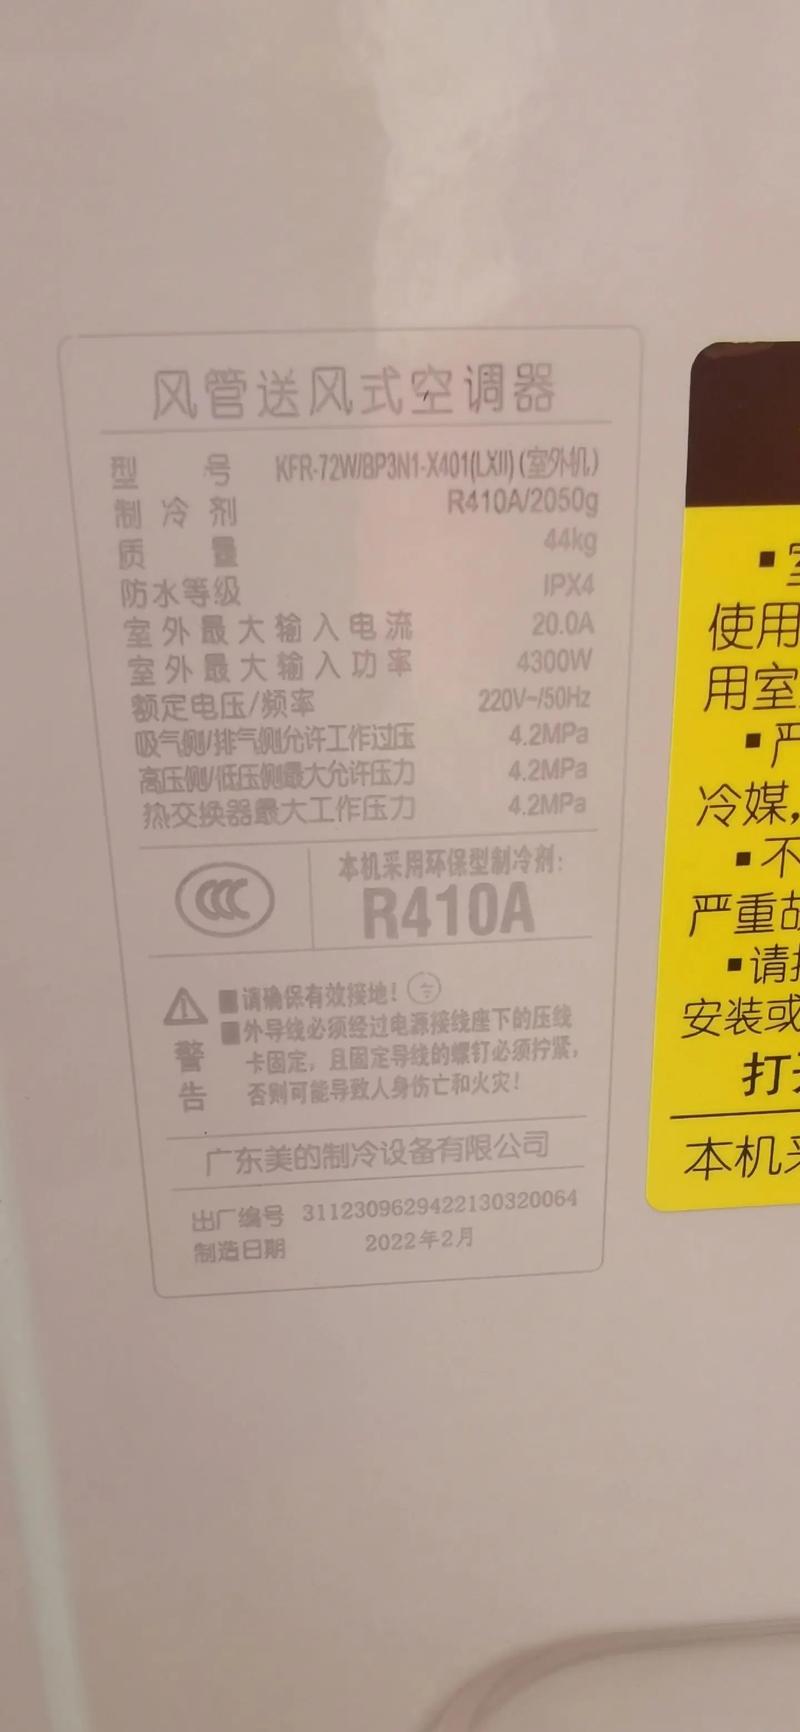 风管送风式空调器
型号 KFR-72W/BP3N1-X401(LXII)(室外机)
制冷剂 R410A/2050g
质量 44kg
防水等级 IPX4
室外最大输入电流 20.0A
室外最大输入功率 4300W
额定电压/频率 220V~/50Hz
吸气侧/排气侧允许工作过压 4.2MPa
高压侧/低压侧最大允许压力 4.2MPa
热交换器最大工作压力 4.2MPa
CCC
本机采用环保型制冷剂:
R410A
警告
■请确保有效接地!
■外导线必须经过电源接线座下的压线
卡固定，且固定导线的螺钉必须拧紧，
否则可能导致人身伤亡和火灾!
广东美的制冷设备有限公司
出厂编号 3112309629422130320064
制造日期 2022年2月
使用
用室
▪严
冷媒,
▪不
严重
▪请
安装或
打
本机采